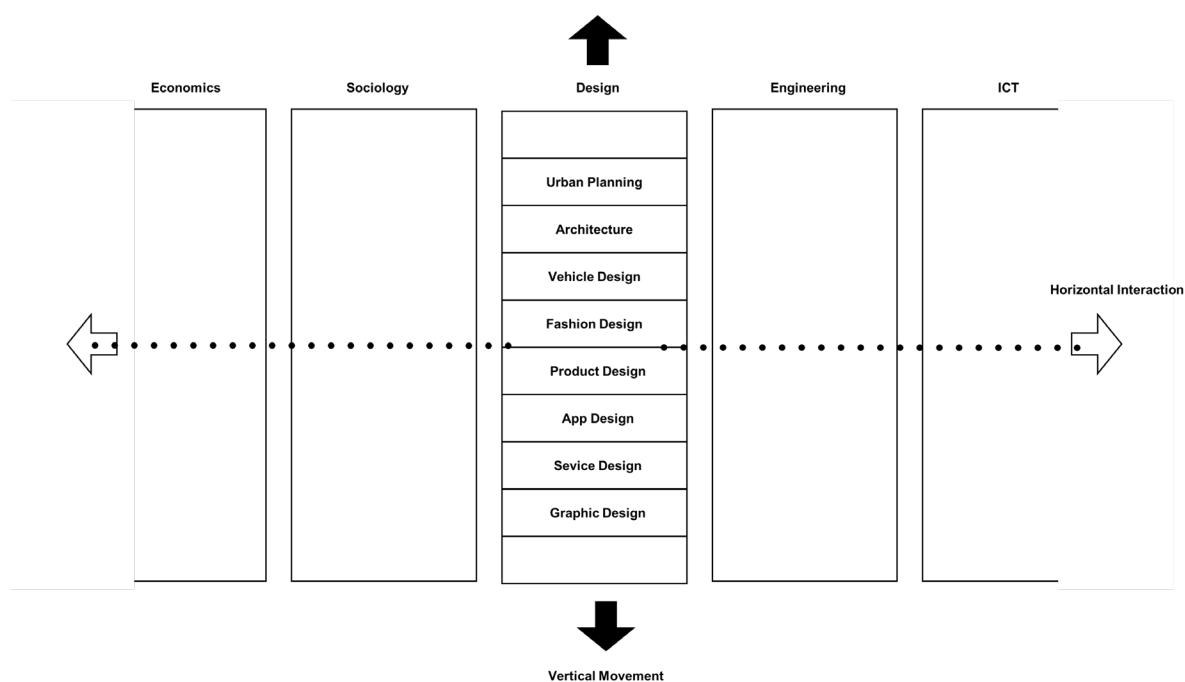 Economics
Sociology
Design
Engineering
ICT
Urban Planning
Architecture
Vehicle Design
Horizontal Interaction
Fashion Design
Product Design
App Design
Sevice Design
Graphic Design
Vertical Movement